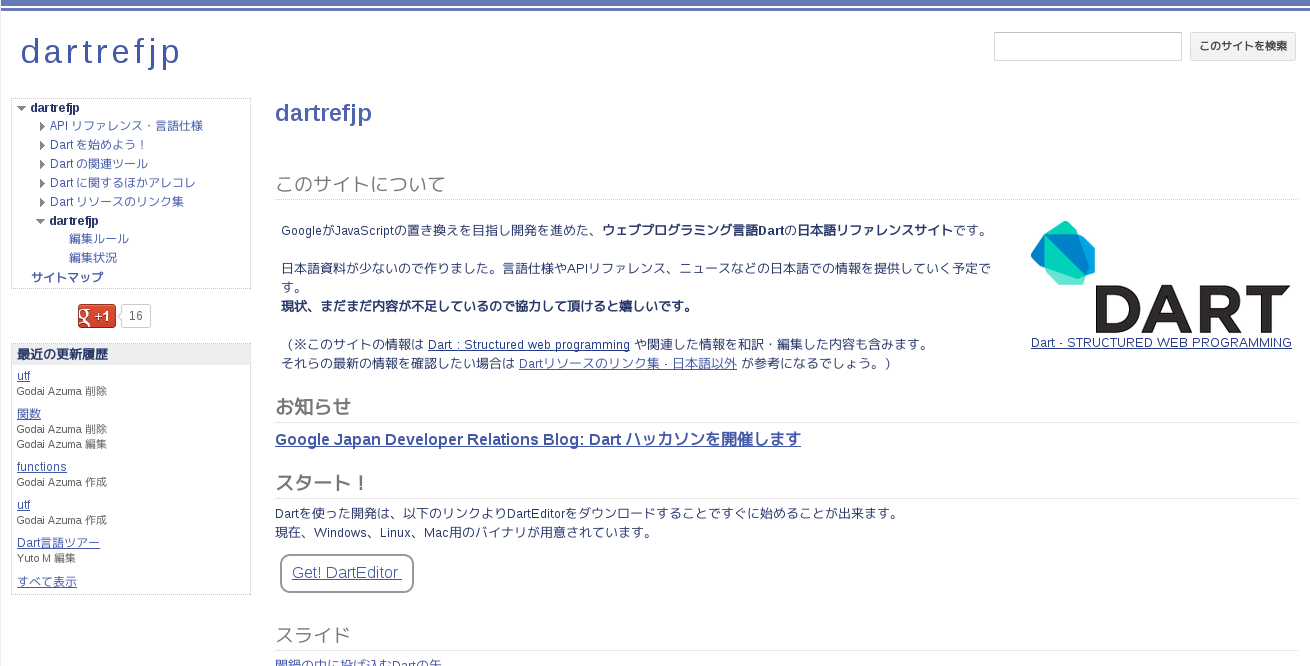 dartrefjp
このサイトを検索
dartrefjp
API リファレンス・言語仕様
Dart を始めよう！
Dart の関連ツール
Dart に関するほかアレコレ
Dart リソースのリンク集
dartrefjp
編集ルール
編集状況
サイトマップ
g +1 16
最近の更新履歴
utf
Godai Azuma 削除
関数
Godai Azuma 削除
Godai Azuma 編集
functions
Godai Azuma 作成
utf
Godai Azuma 作成
Dart言語ツアー
Yuto M 編集
すべて表示
dartrefjp
このサイトについて
GoogleがJavaScriptの置き換えを目指し開発を進めた、ウェブプログラミング言語Dartの日本語リファレンスサイトです。
日本語資料が少ないので作りました。言語仕様やAPIリファレンス、ニュースなどの日本語での情報を提供していく予定で
す。
現状、まだまだ内容が不足しているので協力して頂けると嬉しいです。
（※このサイトの情報は Dart : Structured web programming や関連した情報を和訳・編集した内容も含みます。
それらの最新の情報を確認したい場合は Dartリソースのリンク集 - 日本語以外 が参考になるでしょう。）
DART
Dart - STRUCTURED WEB PROGRAMMING
お知らせ
Google Japan Developer Relations Blog: Dart ハッカソンを開催します
スタート！
Dartを使った開発は、以下のリンクよりDartEditorをダウンロードすることですぐに始めることが出来ます。
現在、Windows、Linux、Mac用のバイナリが用意されています。
Get! DartEditor
スライド
闇鍋の中に投げ込むDartの矢